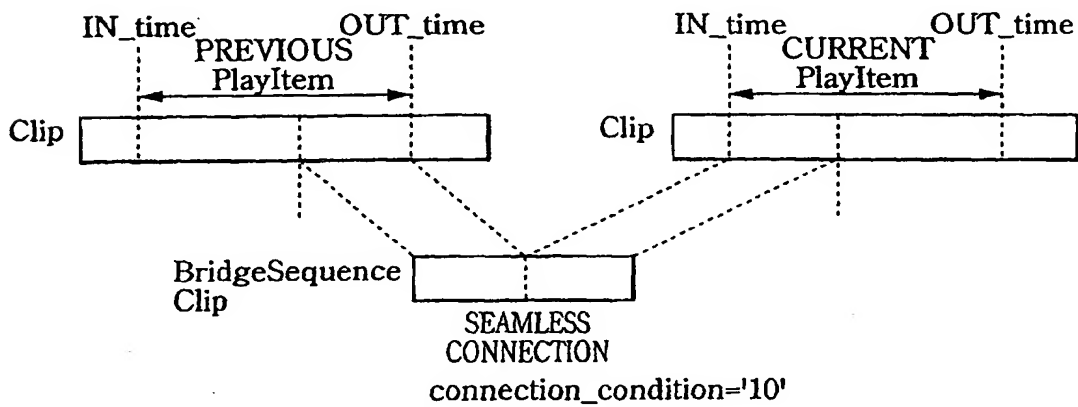 IN_time OUT_time IN_time OUT_time
PREVIOUS CURRENT
PlayItem PlayItem
Clip Clip
BridgeSequence
Clip
SEAMLESS
CONNECTION
connection_condition='10'